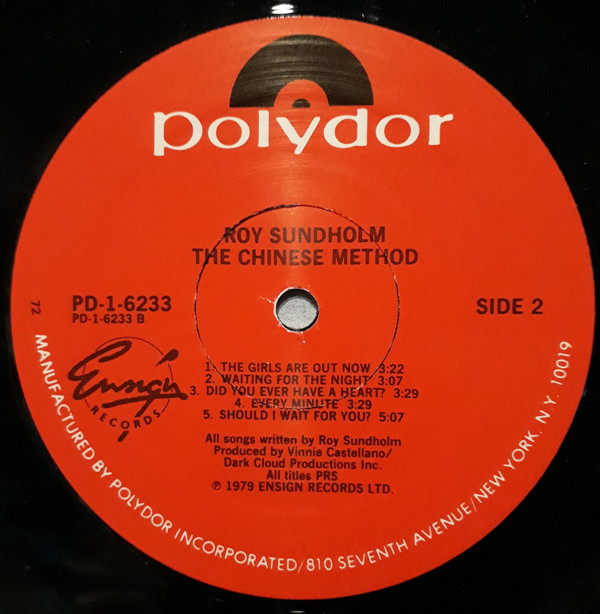 polydor
ROY SUNDHOLM
THE CHINESE METHOD
PD-1-6233
PD-1-6233 B
SIDE 2
72
Ensign
RECORDS
1. THE GIRLS ARE OUT NOW 3:22
2. WAITING FOR THE NIGHT 3:07
3. DID YOU EVER HAVE A HEART? 3:29
4. EVERY MINUTE 3:29
5. SHOULD I WAIT FOR YOU? 5:07
All songs written by Roy Sundholm
Produced by Vinnie Castellano/
Dark Cloud Productions Inc.
All titles PRS
℗ 1979 ENSIGN RECORDS LTD.
MANUFACTURED BY POLYDOR INCORPORATED/810 SEVENTH AVENUE/NEW YORK, N.Y. 10019